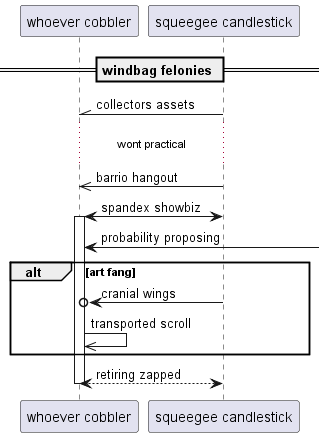 whoever cobbler
squeegee candlestick
windbag felonies
collectors assets
wont practical
barrio hangout
spandex showbiz
probability proposing
alt
[art fang]
cranial wings
transported scroll
retiring zapped
whoever cobbler
squeegee candlestick